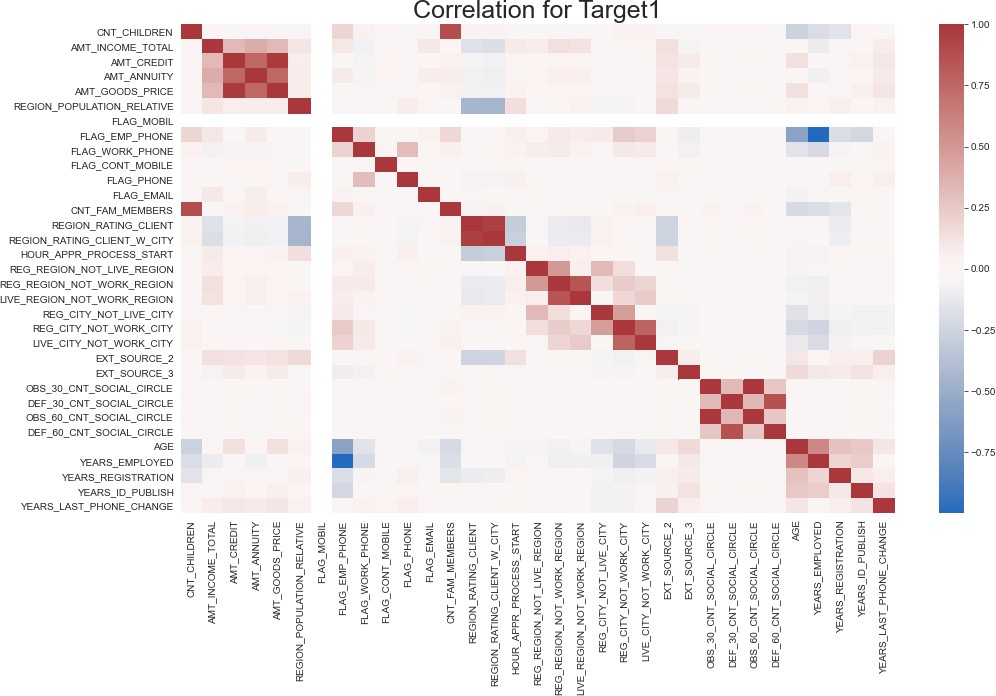 Correlation for Target1
CNT_CHILDREN
AMT_INCOME_TOTAL
AMT_CREDIT
AMT_ANNUITY
AMT_GOODS_PRICE
REGION_POPULATION_RELATIVE
FLAG_MOBIL
FLAG_EMP_PHONE
FLAG_WORK_PHONE
FLAG_CONT_MOBILE
FLAG_PHONE
FLAG_EMAIL
CNT_FAM_MEMBERS
REGION_RATING_CLIENT
REGION_RATING_CLIENT_W_CITY
HOUR_APPR_PROCESS_START
REG_REGION_NOT_LIVE_REGION
REG_REGION_NOT_WORK_REGION
LIVE_REGION_NOT_WORK_REGION
REG_CITY_NOT_LIVE_CITY
REG_CITY_NOT_WORK_CITY
LIVE_CITY_NOT_WORK_CITY
EXT_SOURCE_2
EXT_SOURCE_3
OBS_30_CNT_SOCIAL_CIRCLE
DEF_30_CNT_SOCIAL_CIRCLE
OBS_60_CNT_SOCIAL_CIRCLE
DEF_60_CNT_SOCIAL_CIRCLE
AGE
YEARS_EMPLOYED
YEARS_REGISTRATION
YEARS_ID_PUBLISH
YEARS_LAST_PHONE_CHANGE
CNT_CHILDREN
AMT_INCOME_TOTAL
AMT_CREDIT
AMT_ANNUITY
AMT_GOODS_PRICE
REGION_POPULATION_RELATIVE
FLAG_MOBIL
FLAG_EMP_PHONE
FLAG_WORK_PHONE
FLAG_CONT_MOBILE
FLAG_PHONE
FLAG_EMAIL
CNT_FAM_MEMBERS
REGION_RATING_CLIENT
REGION_RATING_CLIENT_W_CITY
HOUR_APPR_PROCESS_START
REG_REGION_NOT_LIVE_REGION
REG_REGION_NOT_WORK_REGION
LIVE_REGION_NOT_WORK_REGION
REG_CITY_NOT_LIVE_CITY
REG_CITY_NOT_WORK_CITY
LIVE_CITY_NOT_WORK_CITY
EXT_SOURCE_2
EXT_SOURCE_3
OBS_30_CNT_SOCIAL_CIRCLE
DEF_30_CNT_SOCIAL_CIRCLE
OBS_60_CNT_SOCIAL_CIRCLE
DEF_60_CNT_SOCIAL_CIRCLE
AGE
YEARS_EMPLOYED
YEARS_REGISTRATION
YEARS_ID_PUBLISH
YEARS_LAST_PHONE_CHANGE
1.00
0.75
0.50
0.25
0.00
−0.25
−0.50
−0.75